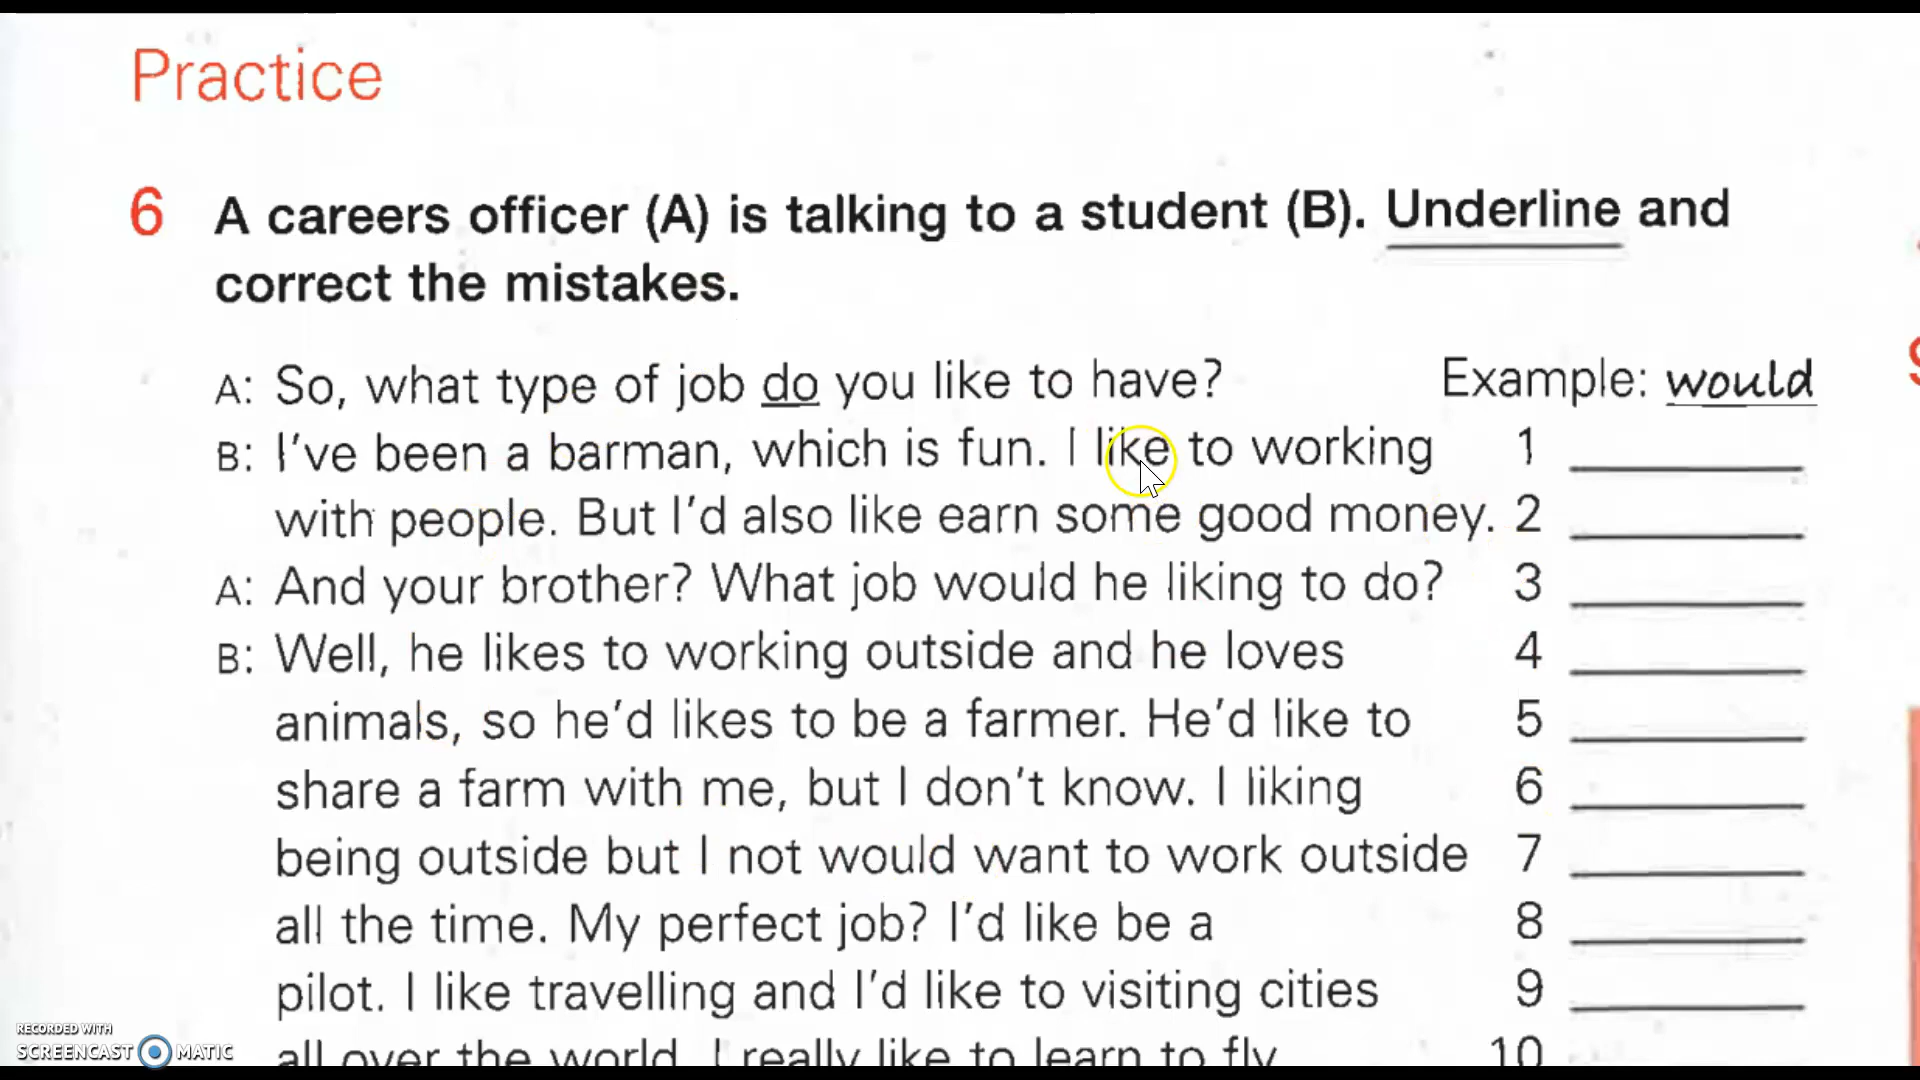 Practice
6 A careers officer (A) is talking to a student (B). Underline and
correct the mistakes.
A: So, what type of job do you like to have? Example: would
B: I've been a barman, which is fun. I like to working 1
with people. But I'd also like earn some good money. 2
A: And your brother? What job would he liking to do? 3
B: Well, he likes to working outside and he loves 4
animals, so he'd likes to be a farmer. He'd like to 5
share a farm with me, but I don't know. I liking 6
being outside but I not would want to work outside 7
all the time. My perfect job? I'd like be a 8
pilot. I like travelling and I'd like to visiting cities 9
all over the world. I really like to learn to fly 10
RECORDED WITH
SCREENCAST MATIC